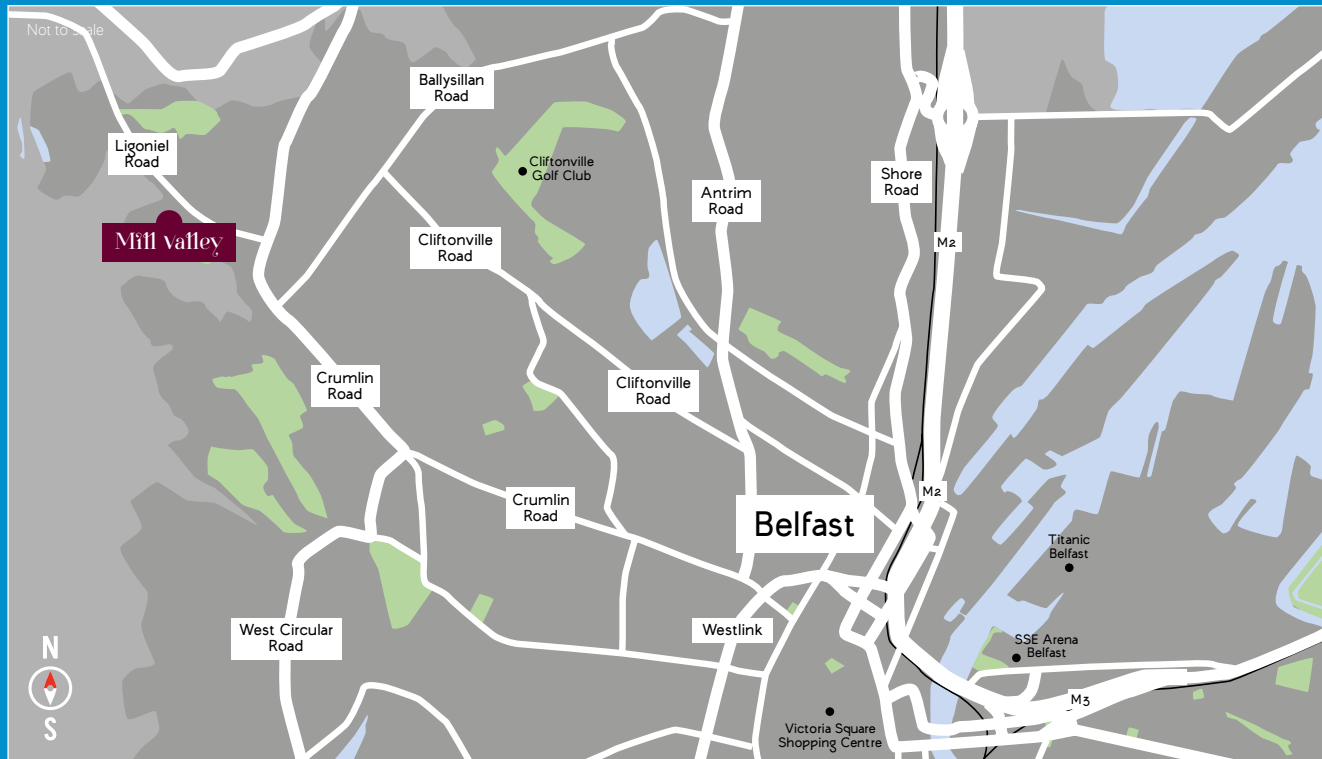 Not to scale
Ballysillan
Road
Ligoniel
Road
Cliftonville
Golf Club
Shore
Road
Antrim
Road
Mill Valley
Cliftonville
Road
M2
Crumlin
Road
Cliftonville
Road
Crumlin
Road
M2
Belfast
Titanic
Belfast
West Circular
Road
Westlink
SSE Arena
Belfast
N
S
M3
Victoria Square
Shopping Centre